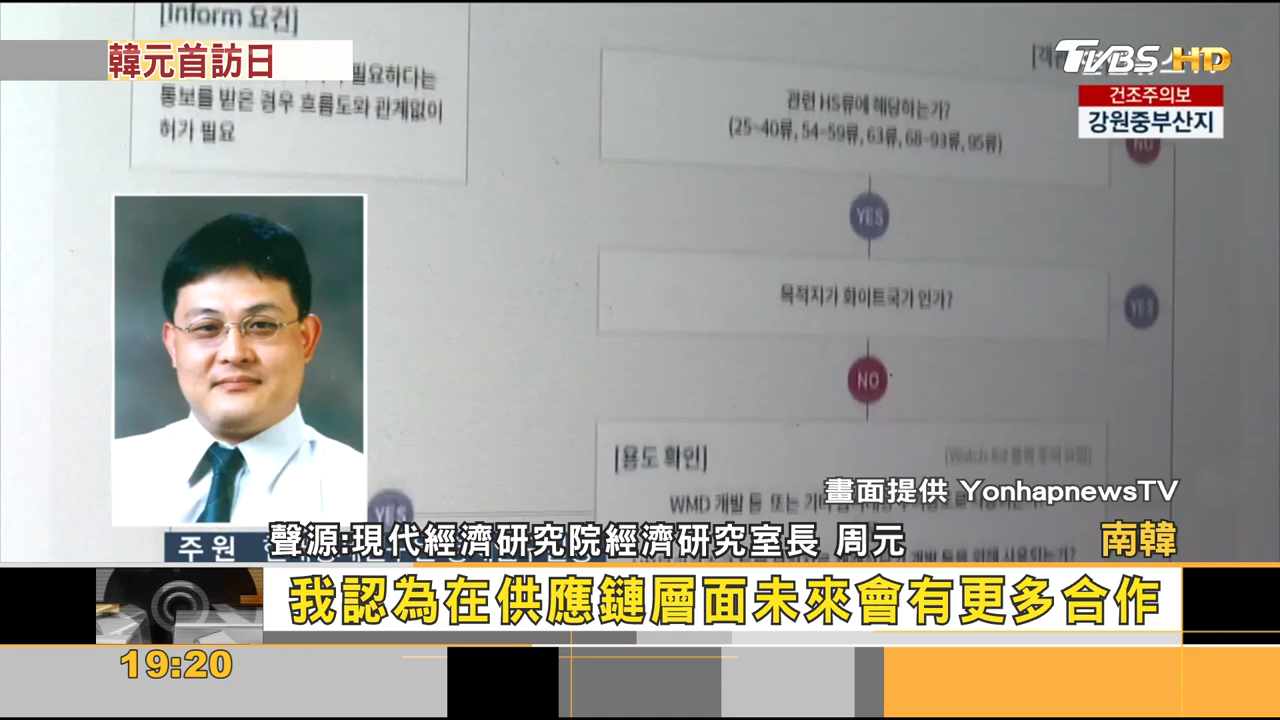 [Inform 요건]
韓元首訪日
필요하다는
통보를 받은 경우 흐름도와 관계없이
허가 필요
TVBS HD
건조주의보
강원중부산지
관련 HS류에 해당하는가?
(25~40류, 54~59류, 63류, 68~93류, 95류)
NO
YES
목적지가 화이트국가 인가?
YES
NO
[용도 확인]
WMD 개발 등 또는
畫面提供 YonhapnewsTV
YES
주 원
聲源:現代經濟研究院經濟研究室長 周元
南韓
我認為在供應鏈層面未來會有更多合作
19:20